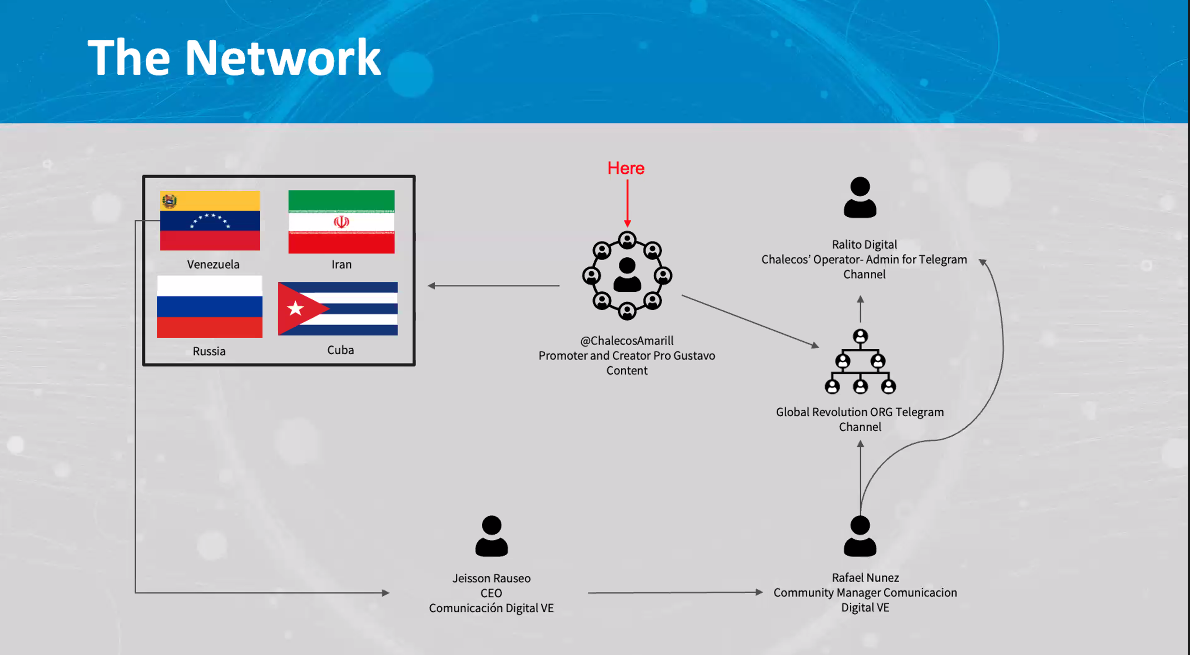 The Network
Here
Venezuela
Iran
Russia
Cuba
@ChalecosAmarill
Promoter and Creator Pro Gustavo
Content
Ralito Digital
Chalecos’ Operator- Admin for Telegram
Channel
Global Revolution ORG Telegram
Channel
Jeisson Rauseo
CEO
Comunicación Digital VE
Rafael Nunez
Community Manager Comunicacion
Digital VE